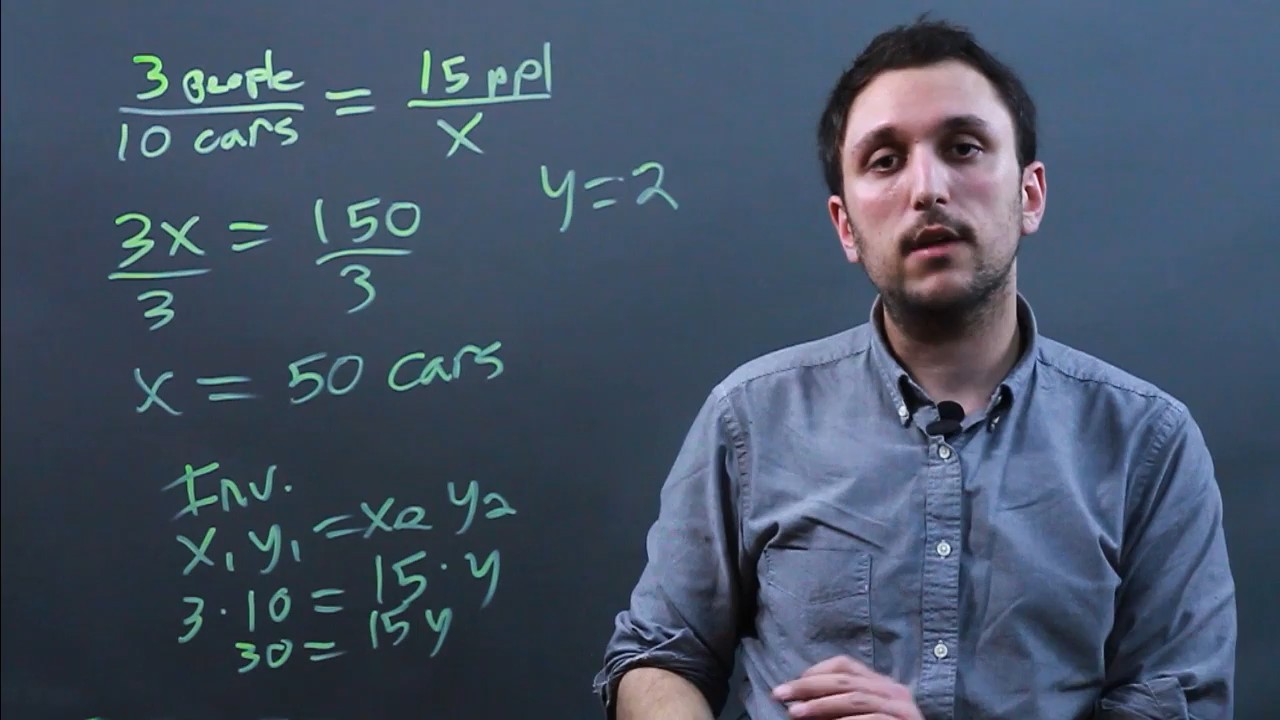 3 people = 15 ppl
10 cars x
y=2
3x = 150
3 3
x = 50 cars
Inv.
x₁ y₁ = x₂ y₂
3 · 10 = 15 · y
30 = 15y